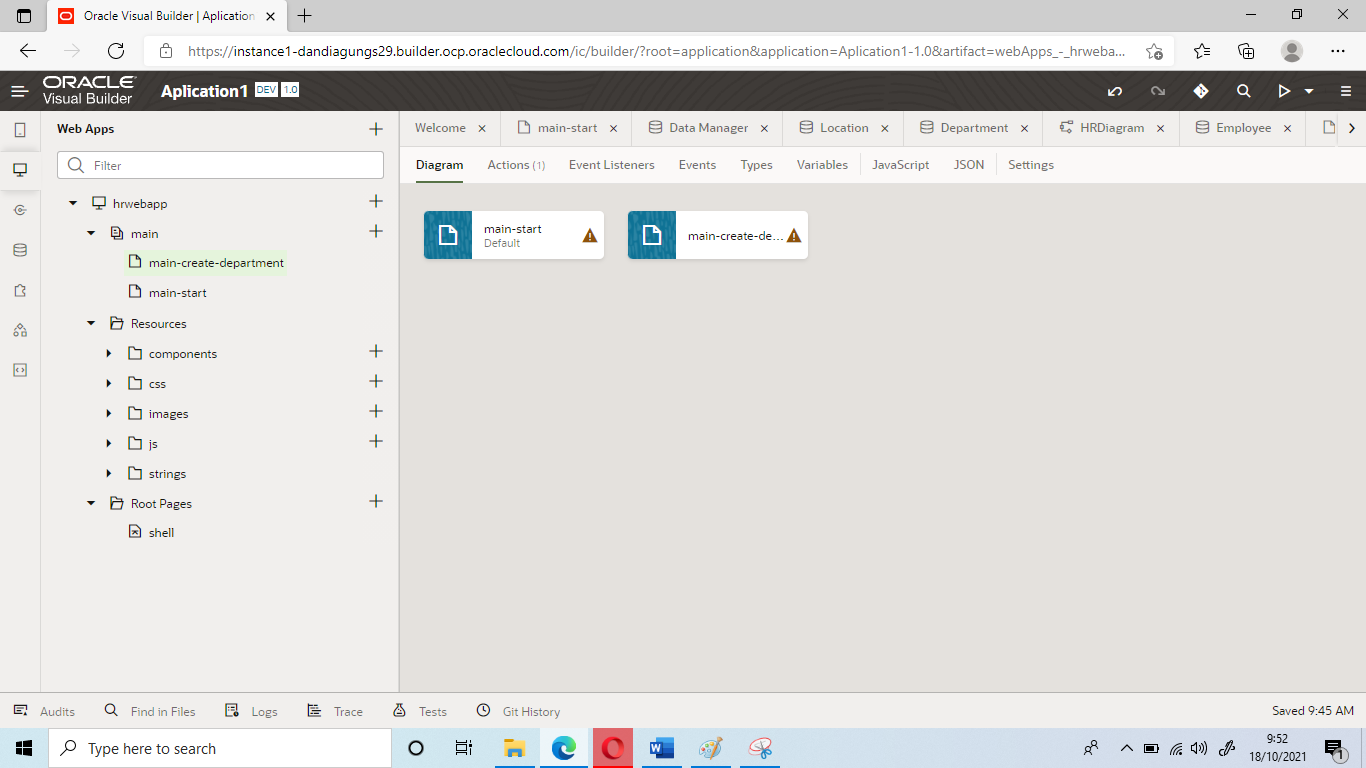 Oracle Visual Builder | Aplication
https://instance1-dandiagungs29.builder.ocp.oraclecloud.com/ic/builder/?root=application&application=Aplication1-1.0&artifact=webApps_-_hrweba...
ORACLE
Visual Builder
Aplication1 DEV 1.0
Web Apps
Welcome main-start Data Manager Location Department HRDiagram Employee
Filter
Diagram Actions (1) Event Listeners Events Types Variables JavaScript JSON Settings
hrwebapp
main
main-create-department
main-start
Resources
components
css
images
js
strings
Root Pages
shell
main-start
Default
main-create-de...
Audits Find in Files Logs Trace Tests Git History Saved 9:45 AM
Type here to search
9:52
18/10/2021
1